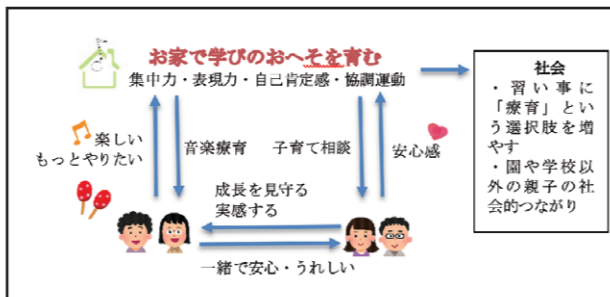 お家で学びのおへそを育む
集中力・表現力・自己肯定感・協調運動
楽しい
もっとやりたい
音楽療育
子育て相談
安心感
成長を見守る
実感する
一緒で安心・うれしい
社会
・習い事に
「療育」とい
う選択肢を増
やす
・園や学校以
外の親子の社
会的つながり